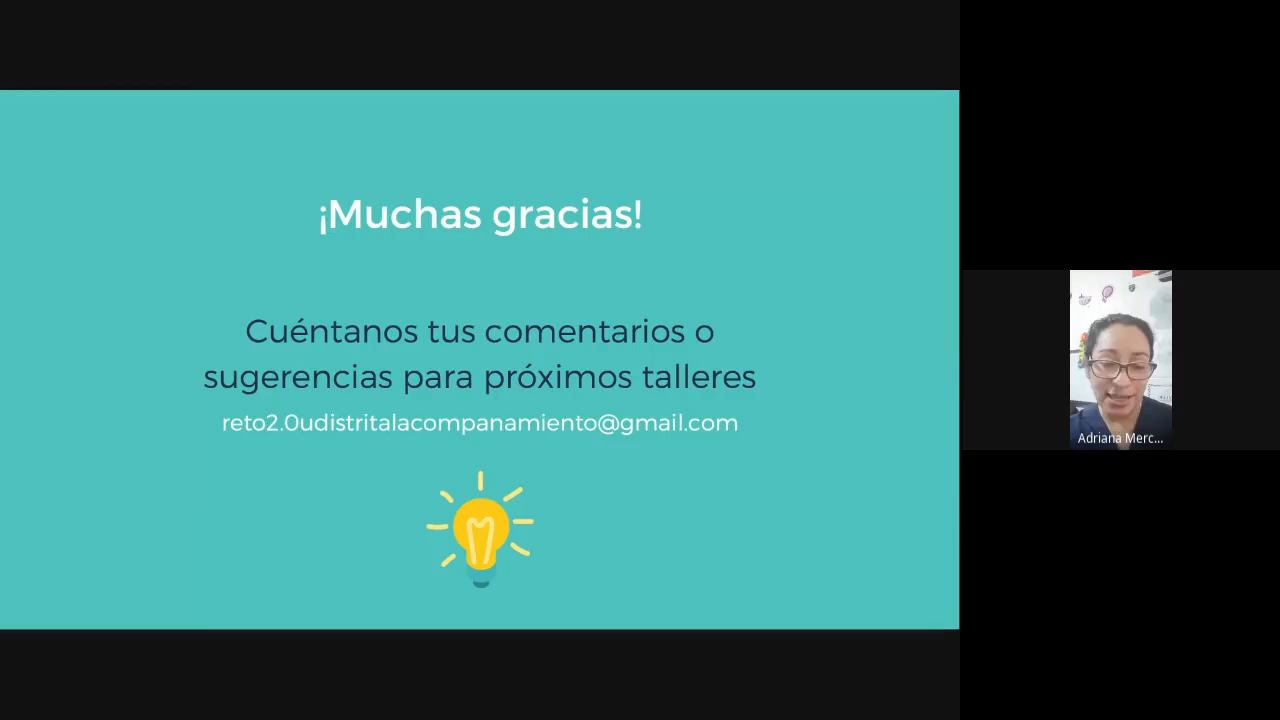 ¡Muchas gracias!
Cuéntanos tus comentarios o
sugerencias para próximos talleres
reto2.0udistritalacompanamiento@gmail.com
Adriana Merc...